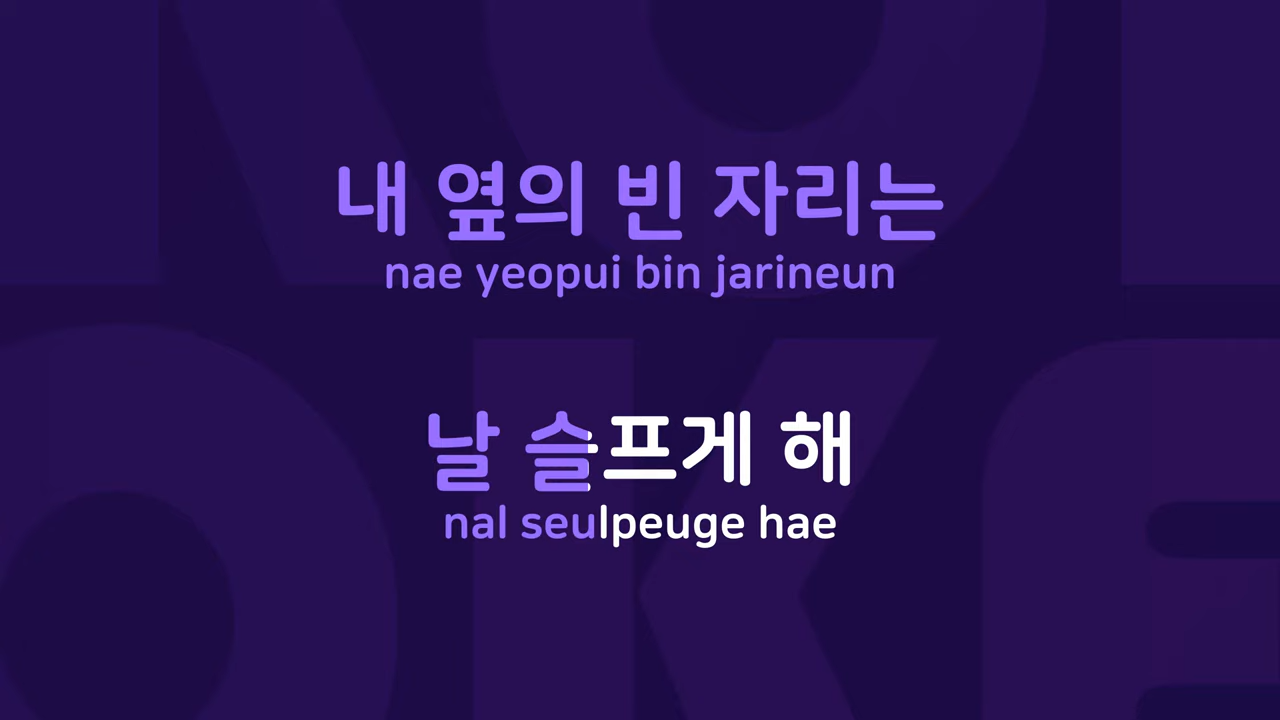 내 옆의 빈 자리는
nae yeopui bin jarineun
날 슬프게 해
nal seulpeuge hae